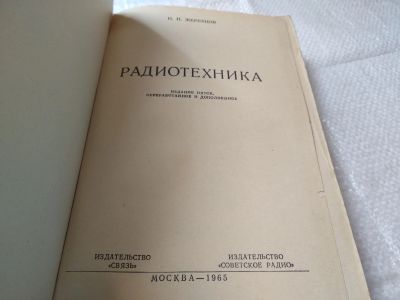 И. П. ЖЕРЕБЦОВ
РАДИОТЕХНИКА
ИЗДАНИЕ ПЯТОЕ,
ПЕРЕРАБОТАННОЕ И ДОПОЛНЕННОЕ
ИЗДАТЕЛЬСТВО
«СВЯЗЬ»
ИЗДАТЕЛЬСТВО
«СОВЕТСКОЕ РАДИО»
МОСКВА—1965